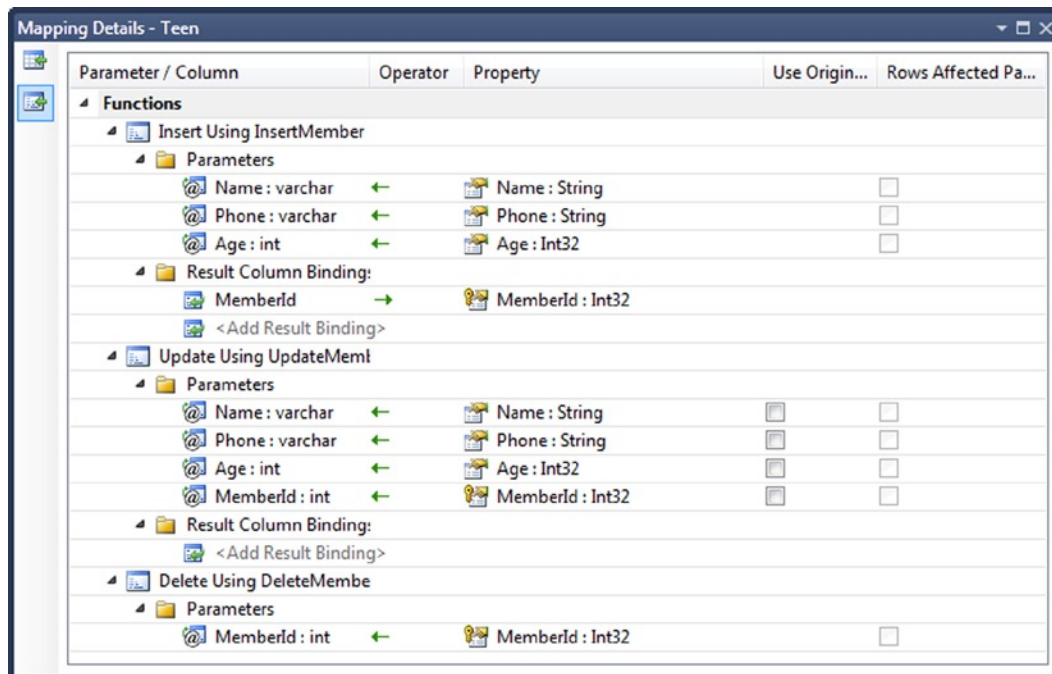 Mapping Details - Teen
Parameter / Column Operator Property Use Origin... Rows Affected Pa...
Functions
Insert Using InsertMember
Parameters
Name : varchar ← Name : String
Phone : varchar ← Phone : String
Age : int ← Age : Int32
Result Column Bindings
MemberId → MemberId : Int32
<Add Result Binding>
Update Using UpdateMemb
Parameters
Name : varchar ← Name : String
Phone : varchar ← Phone : String
Age : int ← Age : Int32
MemberId : int ← MemberId : Int32
Result Column Bindings
<Add Result Binding>
Delete Using DeleteMembe
Parameters
MemberId : int ← MemberId : Int32